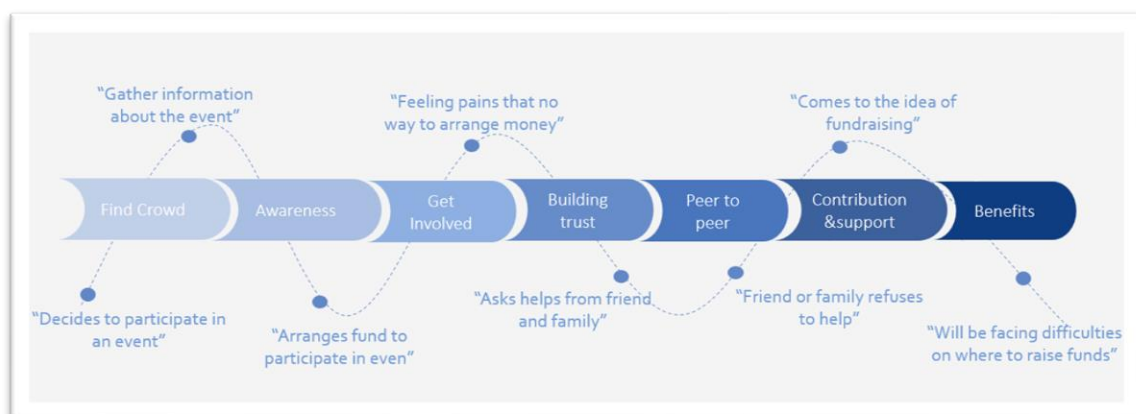 “Gather information
about the event”
“Feeling pains that no
way to arrange money”
“Comes to the idea of
fundraising”
Find Crowd
Awareness
Get
Involved
Building
trust
Peer to
peer
Contribution
&support
Benefits
“Decides to participate in
an event”
“Arranges fund to
participate in even”
“Asks helps from friend
and family”
“Friend or family refuses
to help”
“Will be facing difficulties
on where to raise funds”